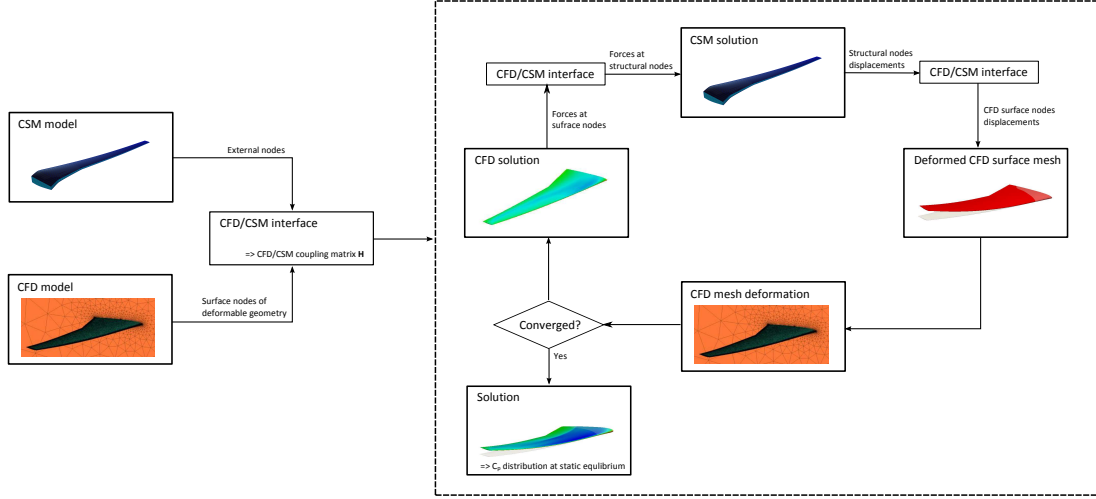 CSM model
External nodes
CFD/CSM interface
=> CFD/CSM coupling matrix H
CFD model
Surface nodes of
deformable geometry
CFD solution
Forces at
sufrace nodes
CFD/CSM interface
Forces at
structural nodes
CSM solution
Structural nodes
displacements
CFD/CSM interface
CFD surface nodes
displacements
Deformed CFD surface mesh
CFD mesh deformation
Converged?
Yes
Solution
=> Cp distribution at static equlibrium